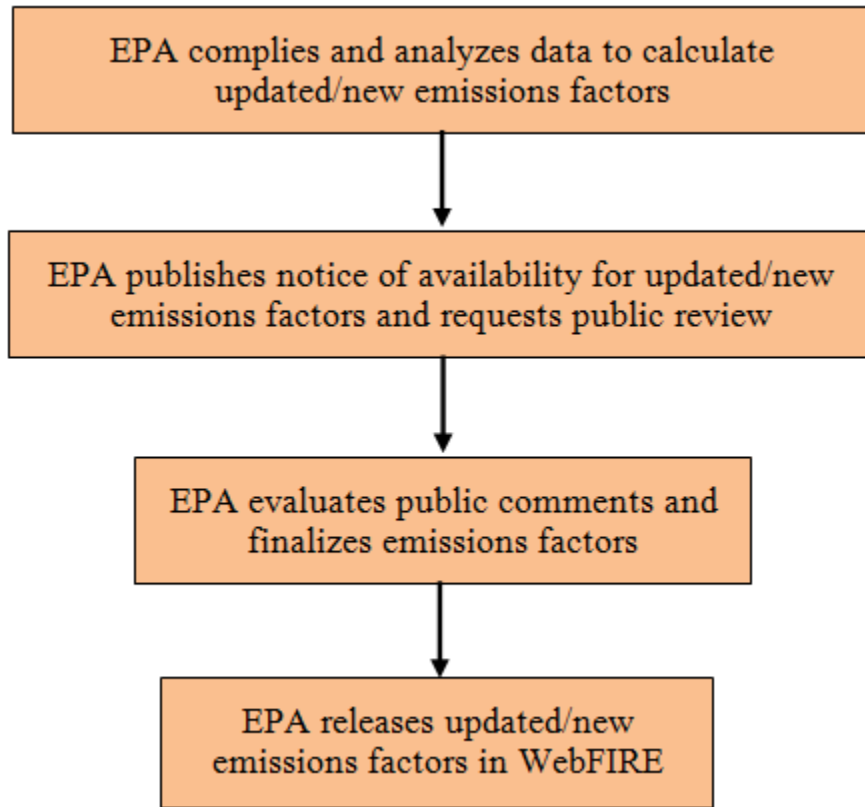 EPA complies and analyzes data to calculate
updated/new emissions factors
EPA publishes notice of availability for updated/new
emissions factors and requests public review
EPA evaluates public comments and
finalizes emissions factors
EPA releases updated/new
emissions factors in WebFIRE